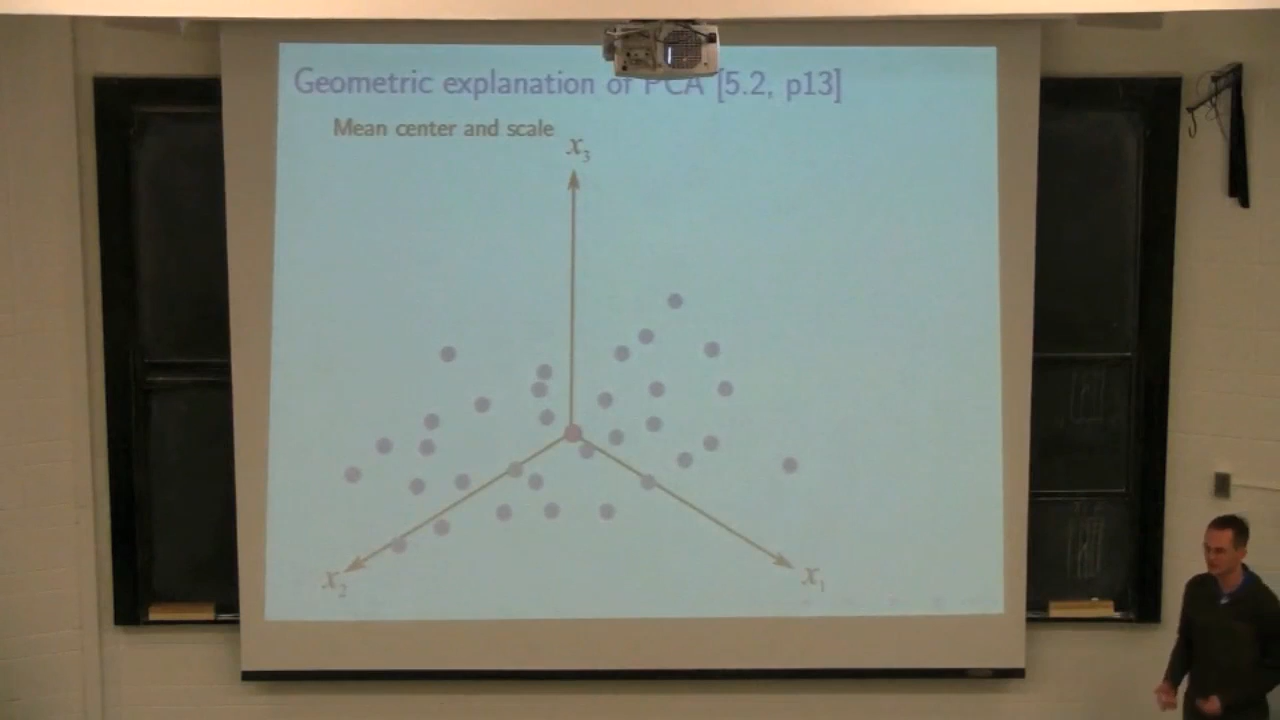 Geometric explanation of PCA [5.2, p13]
Mean center and scale
x₃
x₂
x₁